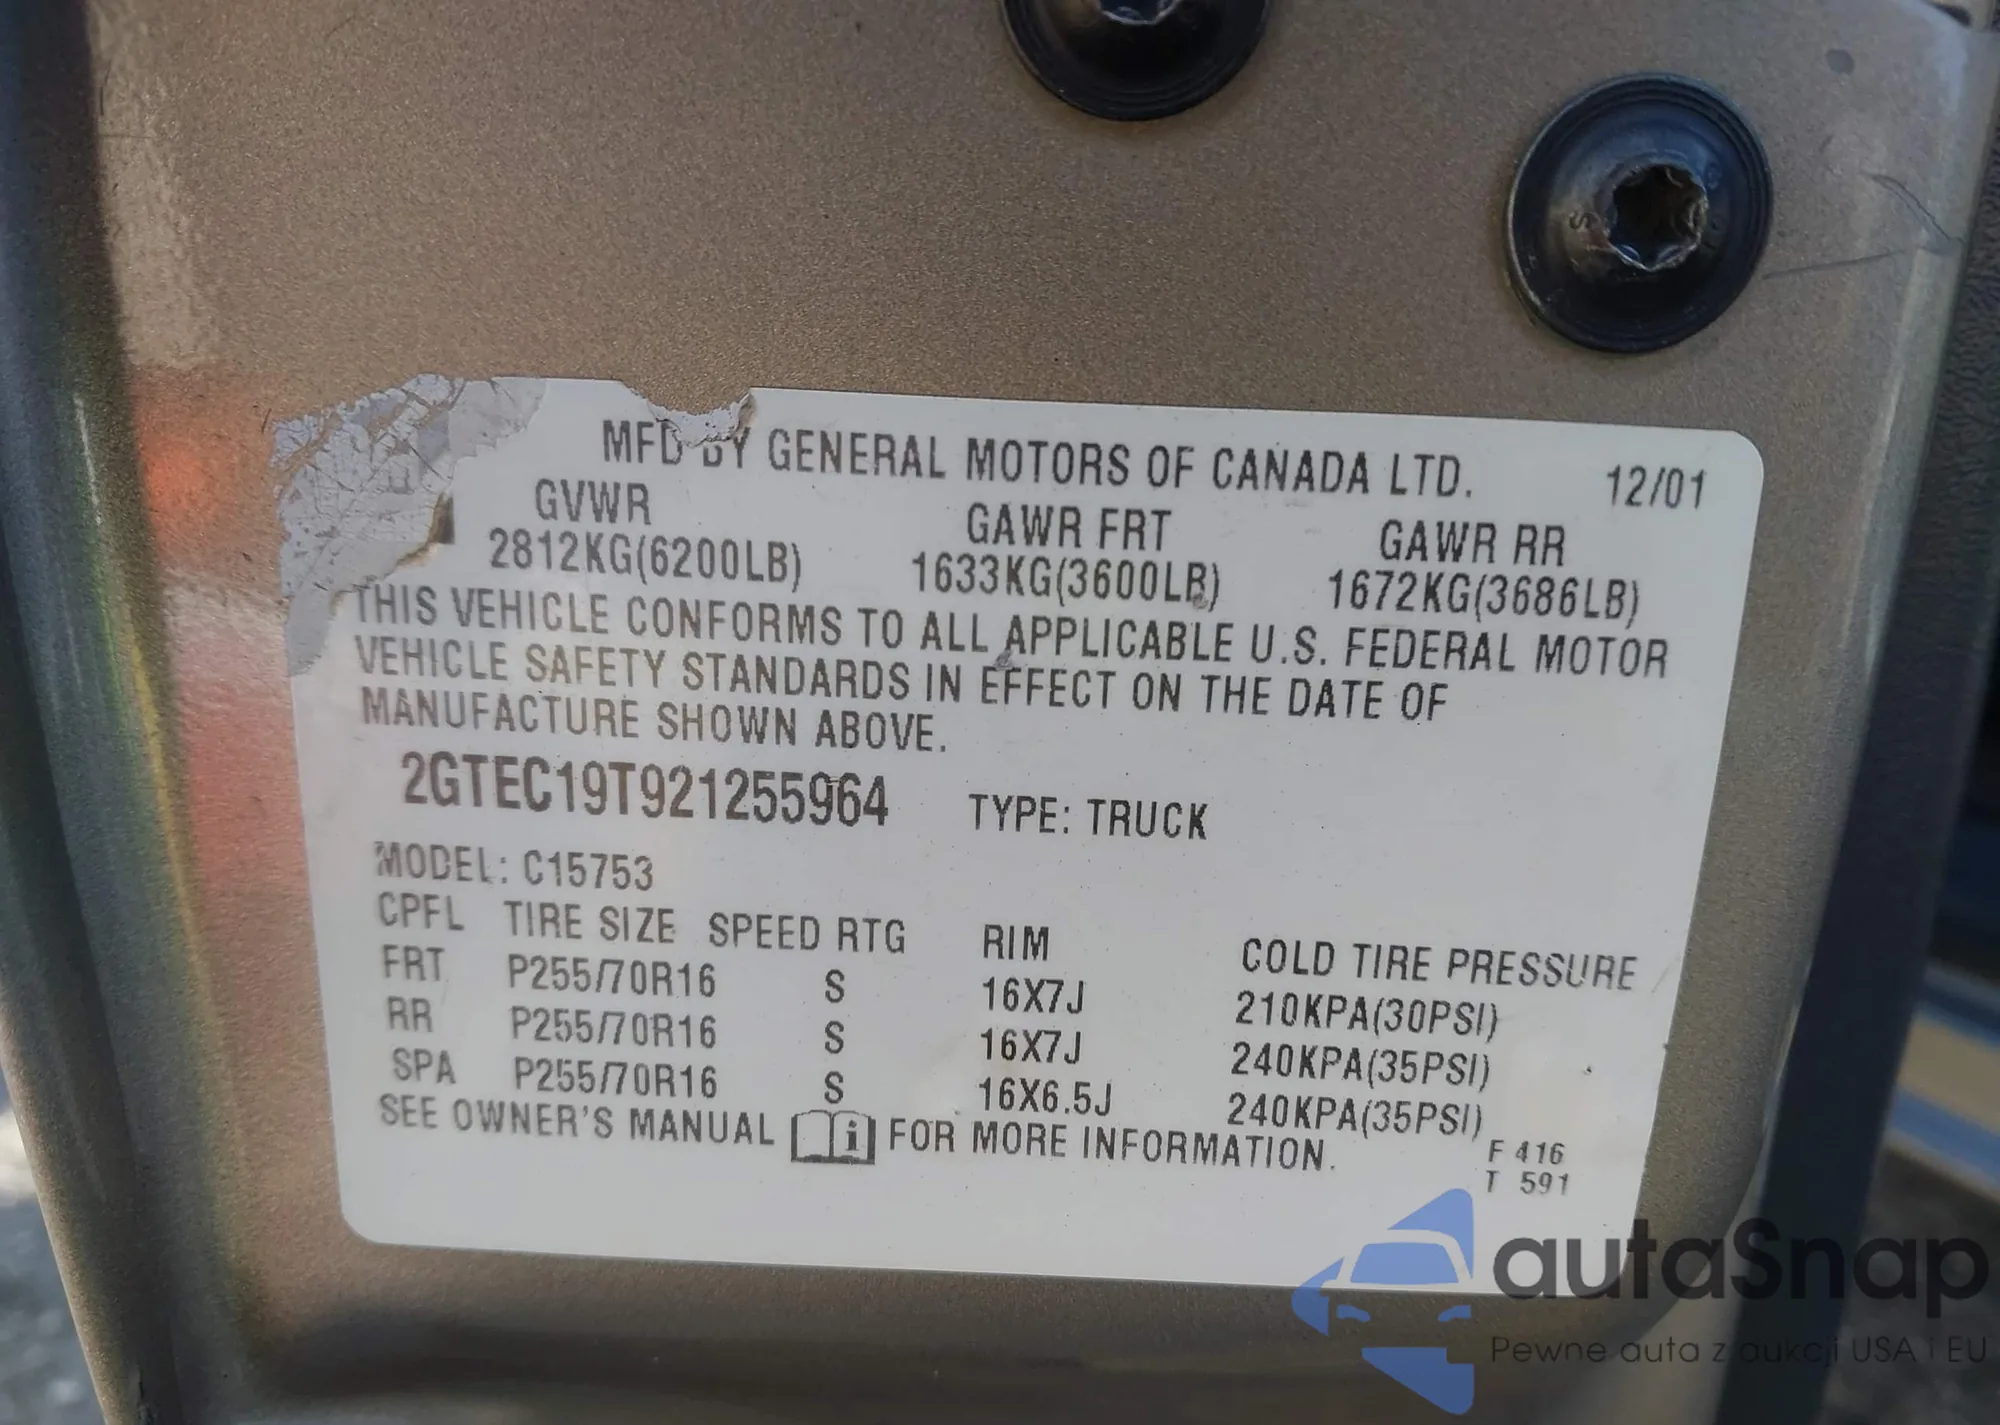 MFD BY GENERAL MOTORS OF CANADA LTD. 12/01
GVWR GAWR FRT GAWR RR
2812KG(6200LB) 1633KG(3600LB) 1672KG(3686LB)
THIS VEHICLE CONFORMS TO ALL APPLICABLE U.S. FEDERAL MOTOR
VEHICLE SAFETY STANDARDS IN EFFECT ON THE DATE OF
MANUFACTURE SHOWN ABOVE.
2GTEC19T921255964 TYPE: TRUCK
MODEL: C15753
CPFL TIRE SIZE SPEED RTG RIM COLD TIRE PRESSURE
FRT P255/70R16 S 16X7J 210KPA(30PSI)
RR P255/70R16 S 16X7J 240KPA(35PSI)
SPA P255/70R16 S 16X6.5J 240KPA(35PSI)
SEE OWNER'S MANUAL i FOR MORE INFORMATION.
F 416
T 591
autaSnap
Pewne auta z aukcji USA i EU